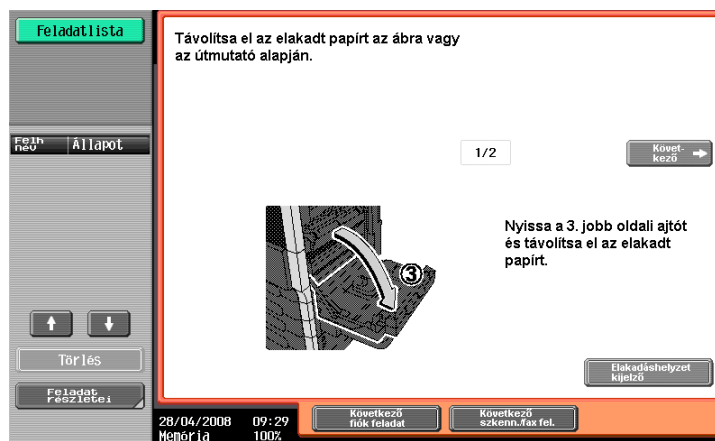 Feladatlista
Távolítsa el az elakadt papírt az ábra vagy
az útmutató alapján.
Felh
név
Állapot
1/2
Követ-
kező
Nyissa a 3. jobb oldali ajtót
és távolítsa el az elakadt
papírt.
3
Törlés
Feladat
részletei
Elakadáshelyzet
kijelző
28/04/2008 09:29
Memória 100%
Következő
fiók feladat
Következő
szkenn./fax fel.